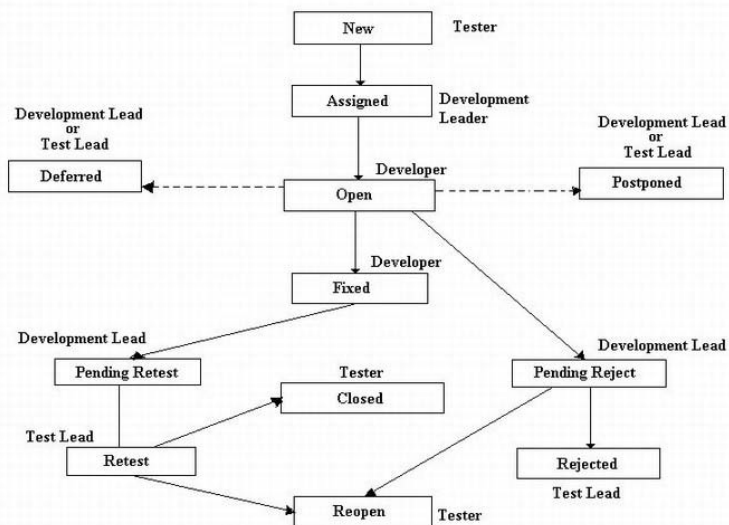 New
Tester
Assigned
Development
Leader
Development Lead
or
Test Lead
Deferred
Developer
Open
Development Lead
or
Test Lead
Postponed
Developer
Fixed
Development Lead
Pending Retest
Development Lead
Pending Reject
Tester
Closed
Test Lead
Retest
Rejected
Test Lead
Reopen
Tester